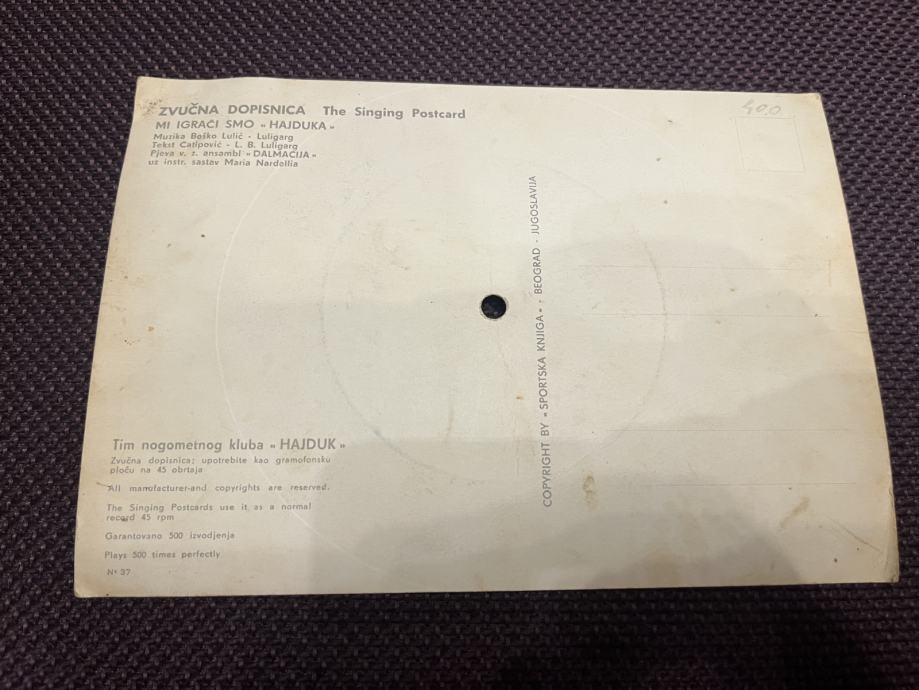 ZVUČNA DOPISNICA The Singing Postcard
MI IGRAČI SMO «HAJDUKA»
Muzika Boško Lulić - Luligarg
Tekst Catipović - L. B. Luligarg
Pjeva v. z. ansambl «DALMACIJA»
uz instr. sastav Maria Nardellia
400
COPYRIGHT BY «SPORTSKA KNJIGA» - BEOGRAD - JUGOSLAVIJA
Tim nogometnog kluba «HAJDUK»
Zvučna dopisnica; upotrebite kao gramofonsku
ploču na 45 obrtaja
All manufacturer-and copyrights are reserved.
The Singing Postcards use it as a normal
record 45 rpm
Garantovano 500 izvodjenja
Plays 500 times perfectly
Nº 37